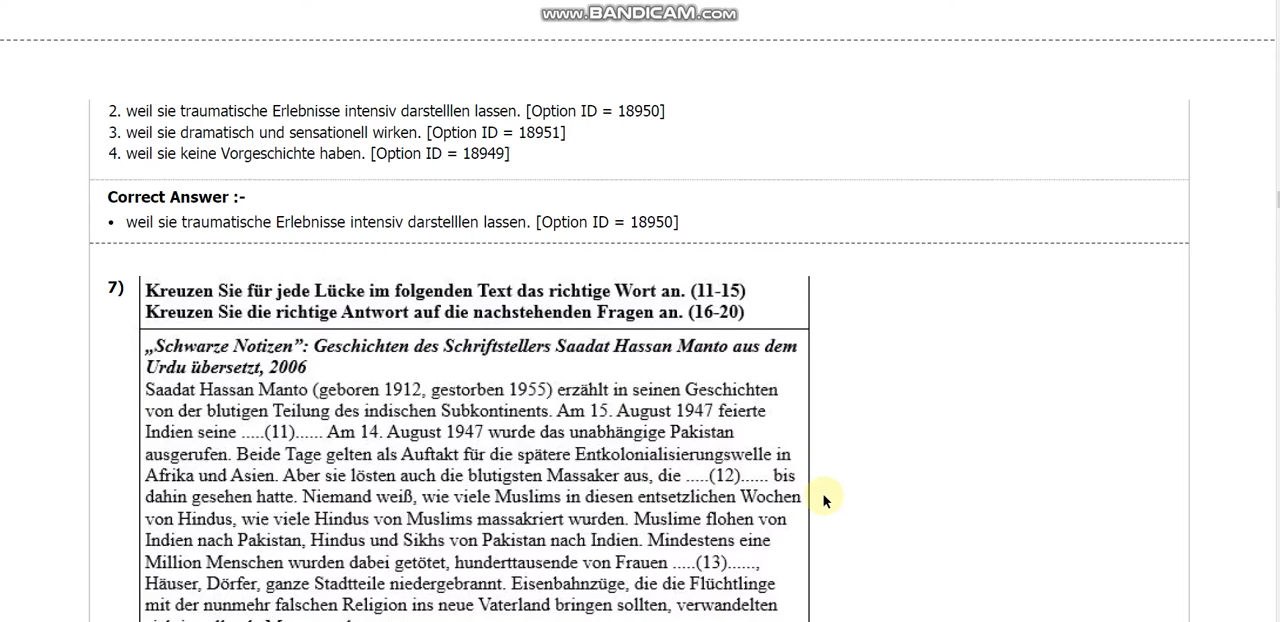 www.BANDICAM.com
2. weil sie traumatische Erlebnisse intensiv darstelllen lassen. [Option ID = 18950]
3. weil sie dramatisch und sensationell wirken. [Option ID = 18951]
4. weil sie keine Vorgeschichte haben. [Option ID = 18949]
Correct Answer :-
• weil sie traumatische Erlebnisse intensiv darstelllen lassen. [Option ID = 18950]
7) Kreuzen Sie für jede Lücke im folgenden Text das richtige Wort an. (11-15)
Kreuzen Sie die richtige Antwort auf die nachstehenden Fragen an. (16-20)
„Schwarze Notizen”: Geschichten des Schriftstellers Saadat Hassan Manto aus dem
Urdu übersetzt, 2006
Saadat Hassan Manto (geboren 1912, gestorben 1955) erzählt in seinen Geschichten
von der blutigen Teilung des indischen Subkontinents. Am 15. August 1947 feierte
Indien seine .....(11)...... Am 14. August 1947 wurde das unabhängige Pakistan
ausgerufen. Beide Tage gelten als Auftakt für die spätere Entkolonialisierungswelle in
Afrika und Asien. Aber sie lösten auch die blutigsten Massaker aus, die .....(12)...... bis
dahin gesehen hatte. Niemand weiß, wie viele Muslims in diesen entsetzlichen Wochen
von Hindus, wie viele Hindus von Muslims massakriert wurden. Muslime flohen von
Indien nach Pakistan, Hindus und Sikhs von Pakistan nach Indien. Mindestens eine
Million Menschen wurden dabei getötet, hunderttausende von Frauen .....(13)......,
Häuser, Dörfer, ganze Stadtteile niedergebrannt. Eisenbahnzüge, die die Flüchtlinge
mit der nunmehr falschen Religion ins neue Vaterland bringen sollten, verwandelten